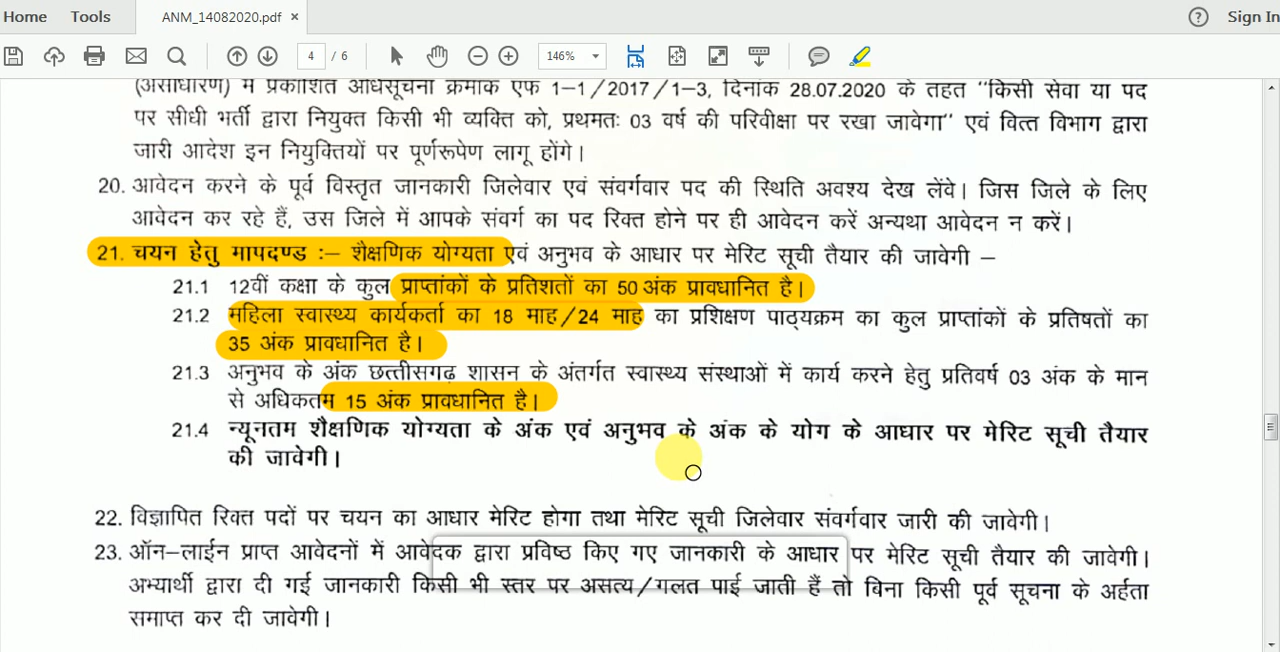 Home Tools ANM_14082020.pdf × ? Sign In
4 / 6 146%
(असाधारण) में प्रकाशित अधिसूचना क्रमांक एफ 1–1/2017/1–3, दिनांक 28.07.2020 के तहत "किसी सेवा या पद
पर सीधी भर्ती द्वारा नियुक्त किसी भी व्यक्ति को, प्रथमतः 03 वर्ष की परिवीक्षा पर रखा जावेगा" एवं वित्त विभाग द्वारा
जारी आदेश इन नियुक्तियों पर पूर्णरूपेण लागू होंगे।
20. आवेदन करने के पूर्व विस्तृत जानकारी जिलेवार एवं संवर्गवार पद की स्थिति अवश्य देख लेंवे। जिस जिले के लिए
आवेदन कर रहे हैं, उस जिले में आपके संवर्ग का पद रिक्त होने पर ही आवेदन करें अन्यथा आवेदन न करें।
21. चयन हेतु मापदण्ड :– शैक्षणिक योग्यता एवं अनुभव के आधार पर मेरिट सूची तैयार की जावेगी –
21.1 12वीं कक्षा के कुल प्राप्तांकों के प्रतिशतों का 50 अंक प्रावधानित है।
21.2 महिला स्वास्थ्य कार्यकर्ता का 18 माह/24 माह का प्रशिक्षण पाठ्यक्रम का कुल प्राप्तांकों के प्रतिषतों का
35 अंक प्रावधानित है।
21.3 अनुभव के अंक छत्तीसगढ़ शासन के अंतर्गत स्वास्थ्य संस्थाओं में कार्य करने हेतु प्रतिवर्ष 03 अंक के मान
से अधिकतम 15 अंक प्रावधानित है।
21.4 न्यूनतम शैक्षणिक योग्यता के अंक एवं अनुभव के अंक के योग के आधार पर मेरिट सूची तैयार
की जावेगी।
22. विज्ञापित रिक्त पदों पर चयन का आधार मेरिट होगा तथा मेरिट सूची जिलेवार संवर्गवार जारी की जावेगी।
23. ऑन–लाईन प्राप्त आवेदनों में आवेदक द्वारा प्रविष्ठ किए गए जानकारी के आधार पर मेरिट सूची तैयार की जावेगी।
अभ्यार्थी द्वारा दी गई जानकारी किसी भी स्तर पर असत्य/गलत पाई जाती हैं तो बिना किसी पूर्व सूचना के अर्हता
समाप्त कर दी जावेगी।